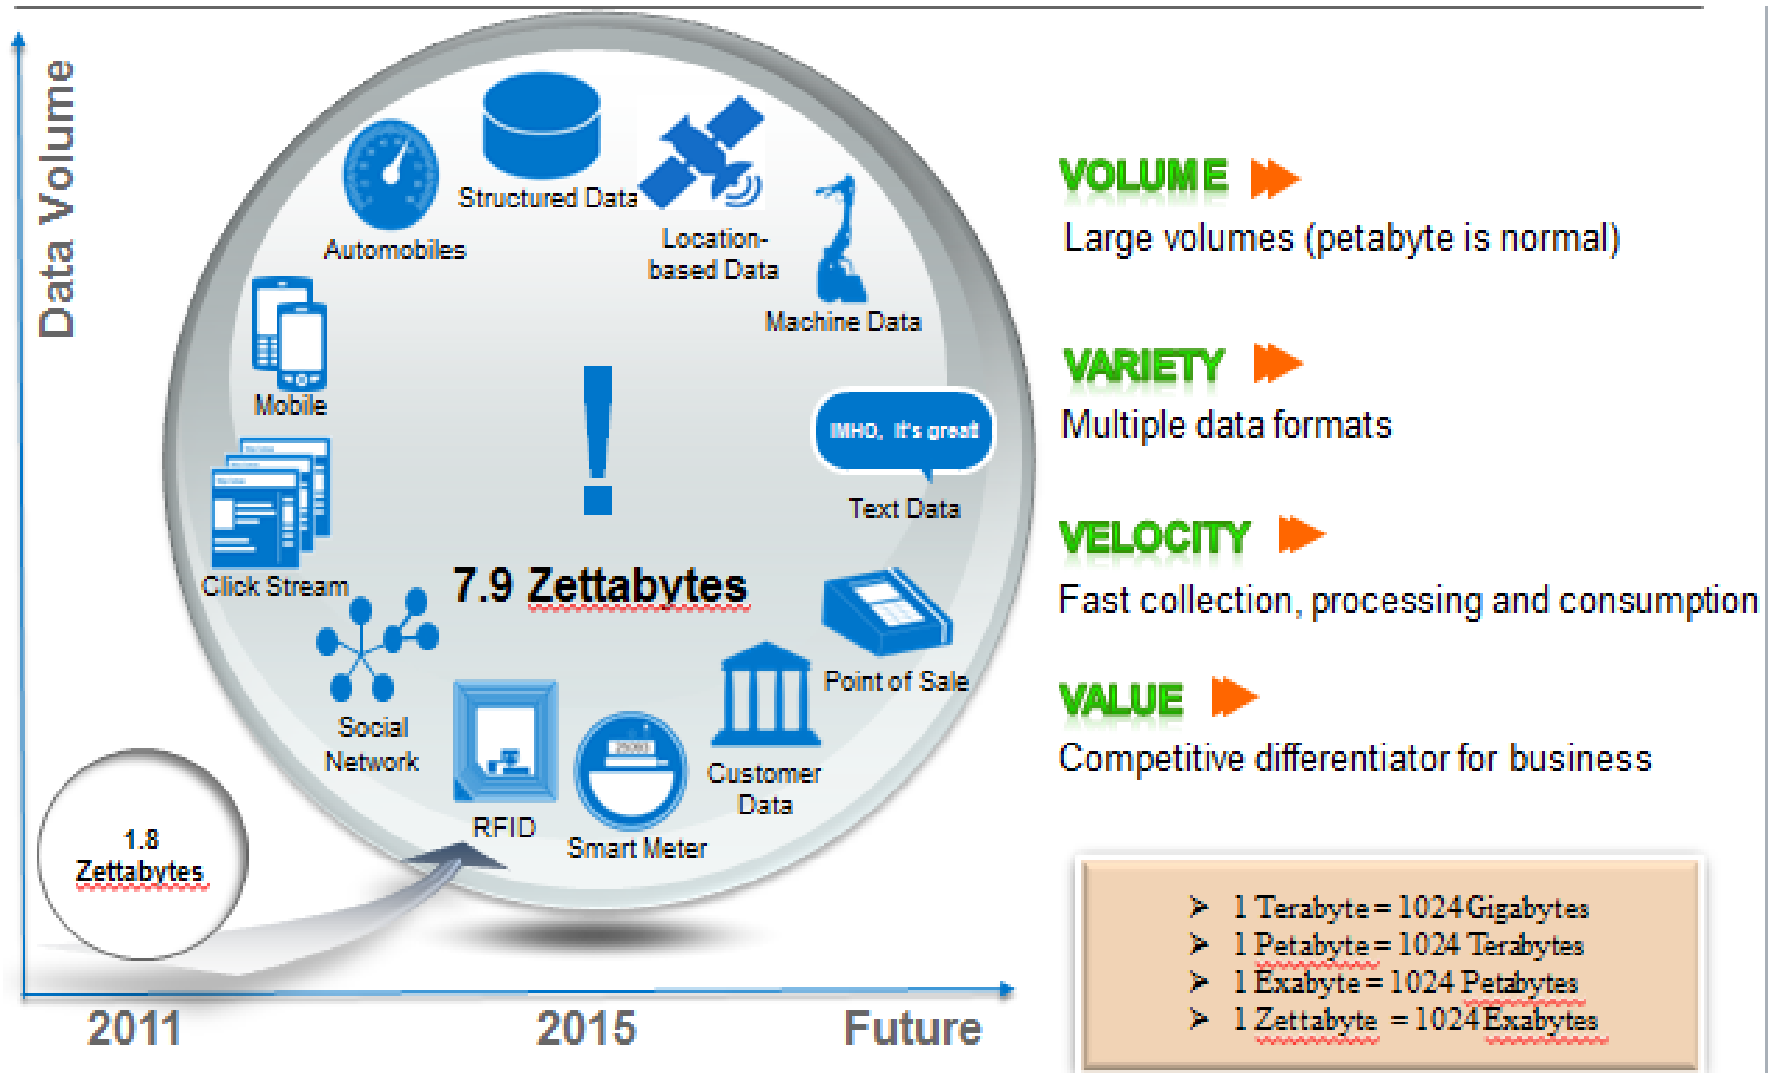 Data Volume
Structured Data
Automobiles
Location-
based Data
Machine Data
Mobile
IMHO, it's great!
Text Data
Click Stream
7.9 Zettabytes
Point of Sale
Social
Network
Customer
Data
RFID
Smart Meter
1.8
Zettabytes
2011
2015
Future
VOLUME
Large volumes (petabyte is normal)
VARIETY
Multiple data formats
VELOCITY
Fast collection, processing and consumption
VALUE
Competitive differentiator for business
➢ 1 Terabyte = 1024 Gigabytes
➢ 1 Petabyte = 1024 Terabytes
➢ 1 Exabyte = 1024 Petabytes
➢ 1 Zettabyte = 1024 Exabytes